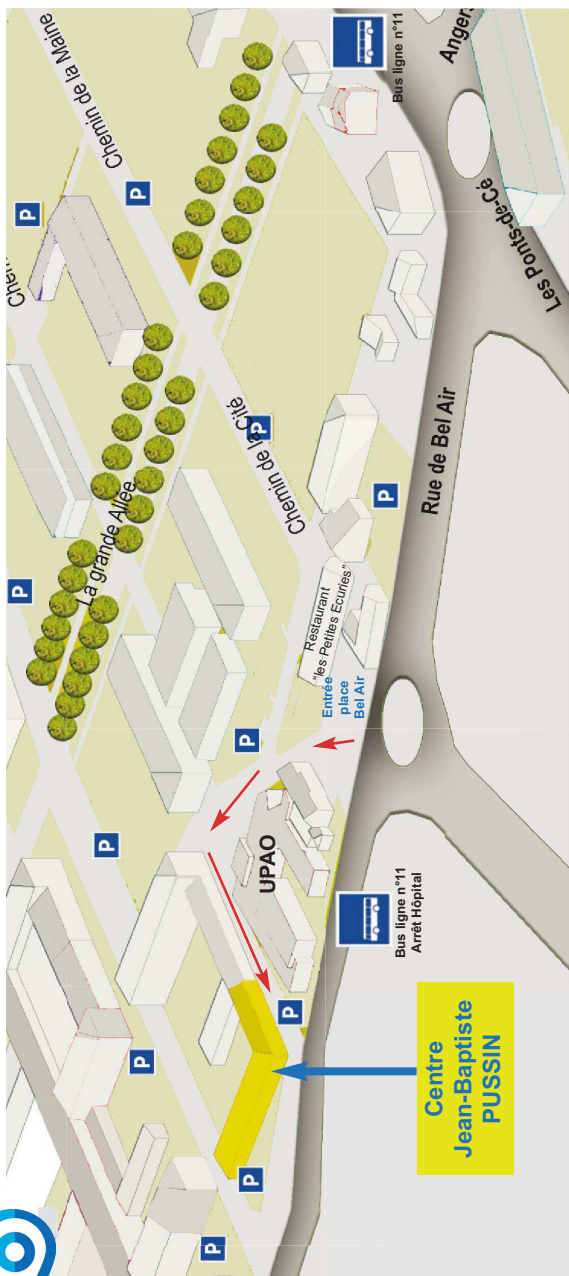 Chemin de la Maine
Bus ligne n°11
Angers
Les Ponts-de-Cé
P
P
Chem
La grande Allée
Chemin de la Cité
P
P
P
Rue de Bel Air
Restaurant
"les Petites Ecuries"
Entrée
place
Bel Air
P
P
UPAO
Bus ligne n°11
Arrêt Hôpital
P
P
P
P
Centre
Jean-Baptiste
PUSSIN